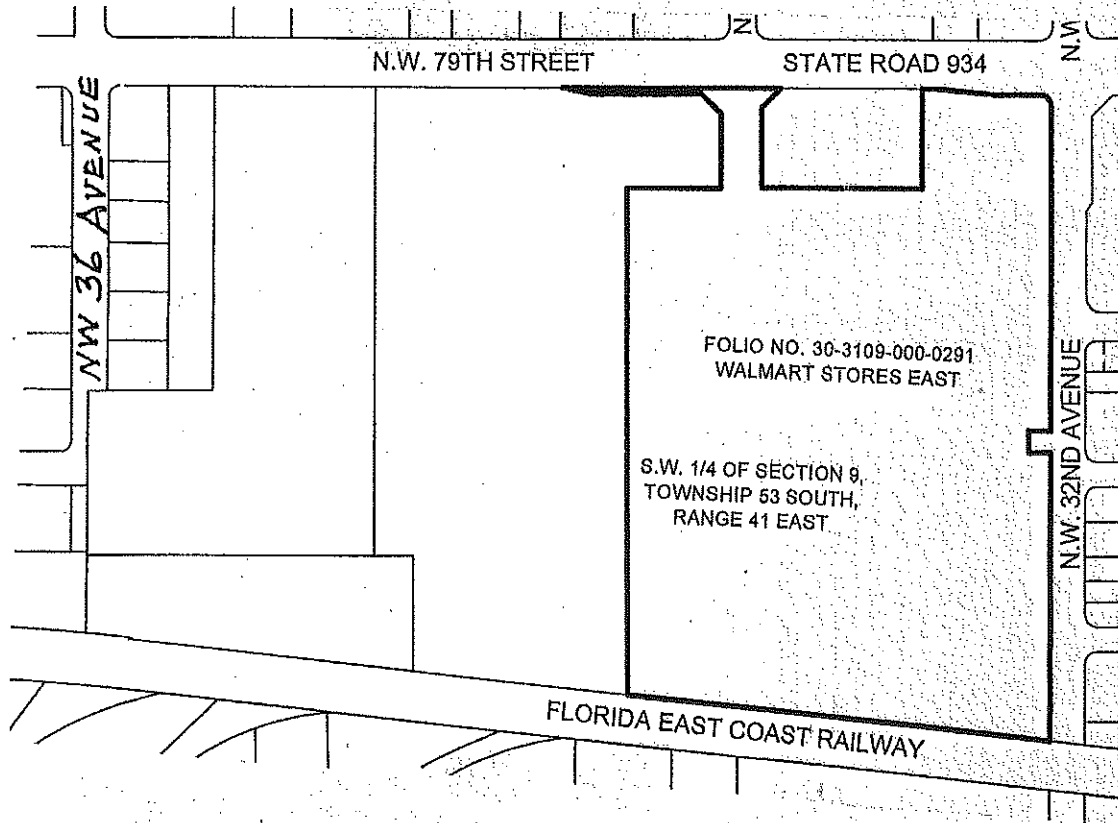 N
N.W
N.W. 79TH STREET
STATE ROAD 934
NW 36 AVENUE
FOLIO NO. 30-3109-000-0291
WALMART STORES EAST
S.W. 1/4 OF SECTION 9,
TOWNSHIP 53 SOUTH,
RANGE 41 EAST
N.W. 32ND AVENUE
FLORIDA EAST COAST RAILWAY